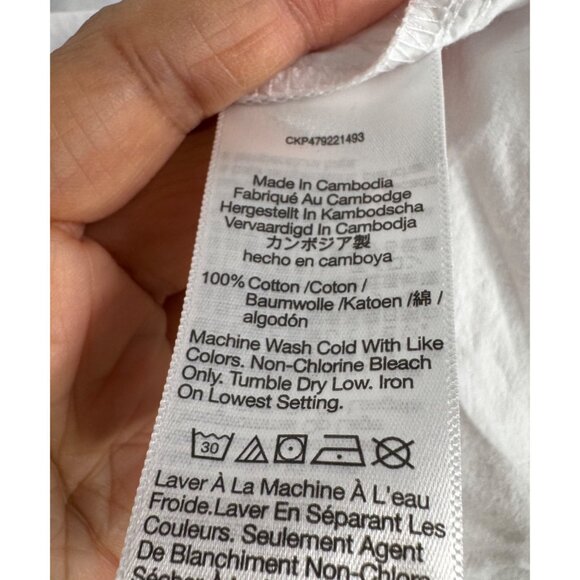 CKP479221493
Made In Cambodia
Fabriqué Au Cambodge
Hergestellt In Kambodscha
Vervaardigd In Cambodja
カンボジア製
hecho en camboya
100% Cotton /Coton/
Baumwolle /Katoen /綿 /
algodón
Machine Wash Cold With Like
Colors. Non-Chlorine Bleach
Only. Tumble Dry Low. Iron
On Lowest Setting.
30
Laver À La Machine À L'eau
Froide.Laver En Séparant Les
Couleurs. Seulement Agent
De Blanchiment Non-Chloré.